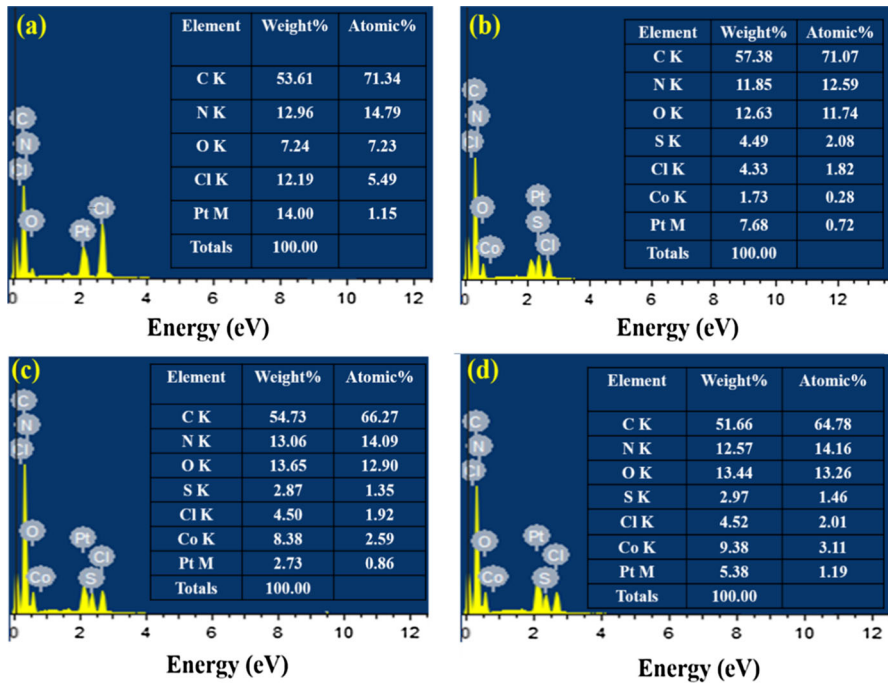 (a)
Element Weight% Atomic%
C K 53.61 71.34
N K 12.96 14.79
O K 7.24 7.23
Cl K 12.19 5.49
Pt M 14.00 1.15
Totals 100.00
C
N
Cl
O
Pt
Cl
0 2 4 6 8 10 12
Energy (eV)
(b)
Element Weight% Atomic%
C K 57.38 71.07
N K 11.85 12.59
O K 12.63 11.74
S K 4.49 2.08
Cl K 4.33 1.82
Co K 1.73 0.28
Pt M 7.68 0.72
Totals 100.00
C
N
Cl
O
Co
Pt
S
Cl
0 2 4 6 8 10 12
Energy (eV)
(c)
Element Weight% Atomic%
C K 54.73 66.27
N K 13.06 14.09
O K 13.65 12.90
S K 2.87 1.35
Cl K 4.50 1.92
Co K 8.38 2.59
Pt M 2.73 0.86
Totals 100.00
C
N
Cl
O
Co
Pt
Cl
S
0 2 4 6 8 10 12
Energy (eV)
(d)
Element Weight% Atomic%
C K 51.66 64.78
N K 12.57 14.16
O K 13.44 13.26
S K 2.97 1.46
Cl K 4.52 2.01
Co K 9.38 3.11
Pt M 5.38 1.19
Totals 100.00
C
N
Cl
O
Co
Pt
Cl
S
0 2 4 6 8 10 12
Energy (eV)